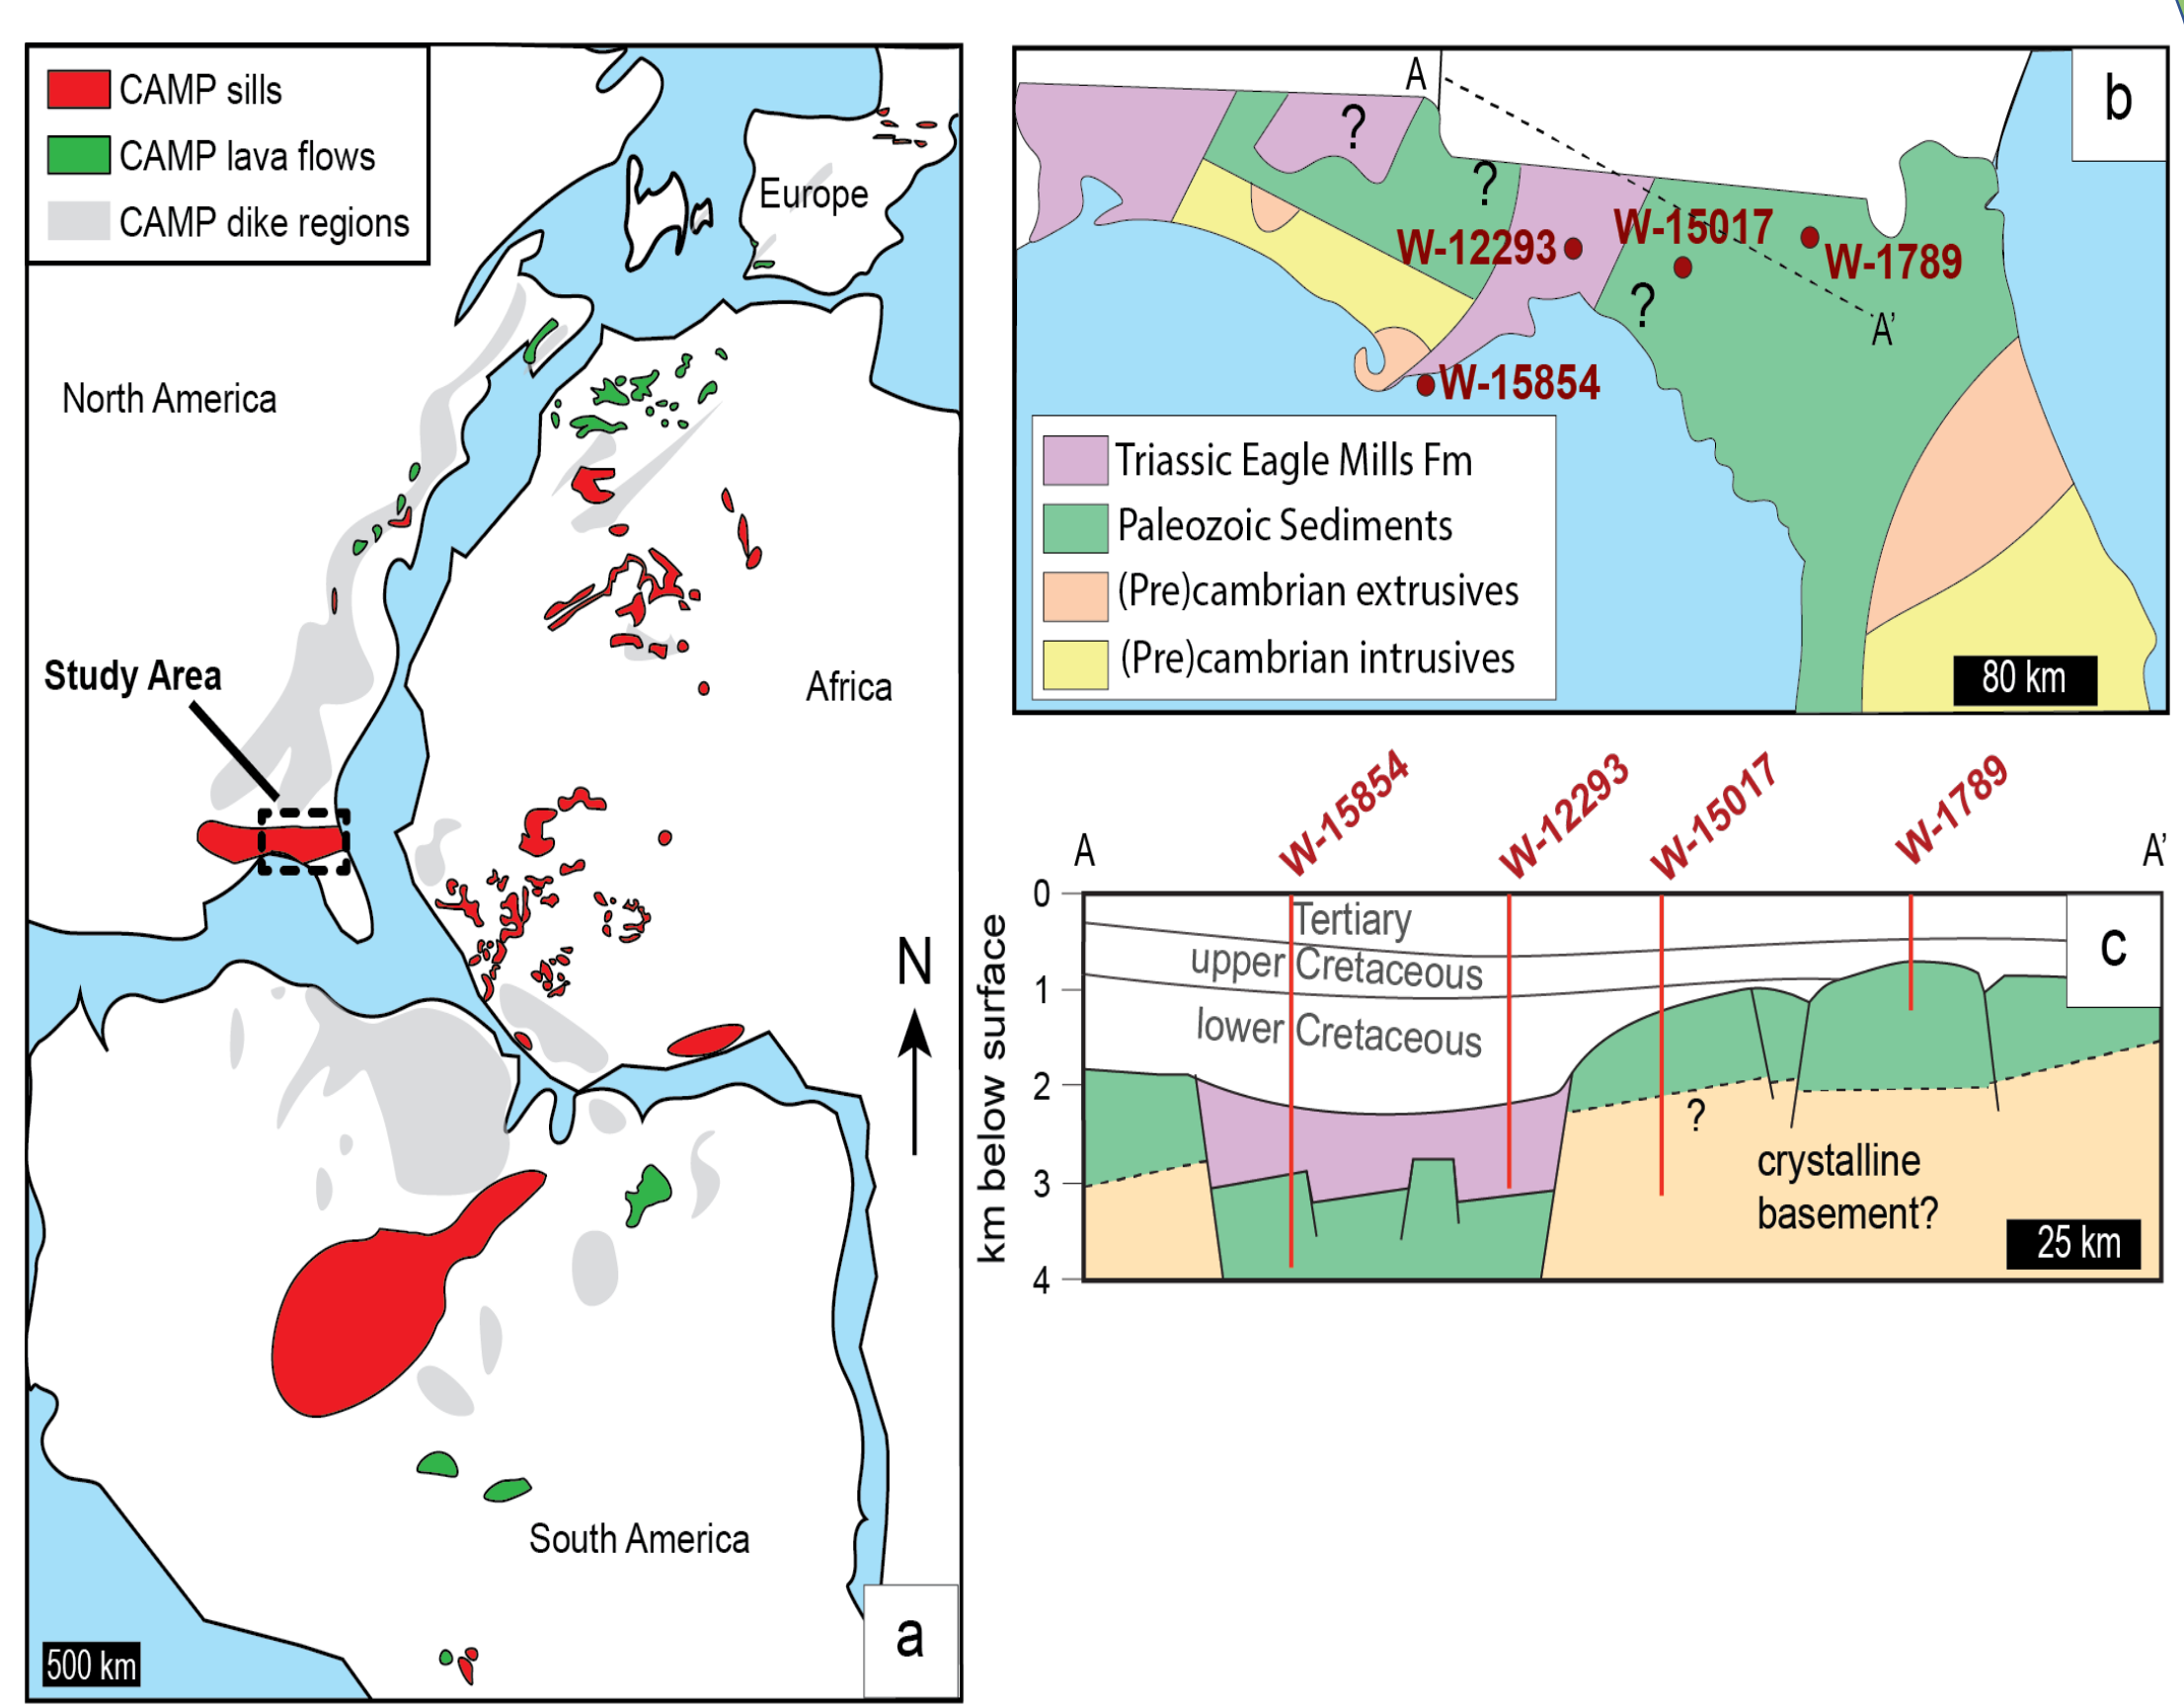 CAMP sills
CAMP lava flows
CAMP dike regions
Europe
North America
Africa
Study Area
N
South America
500 km
a
A
b
?
?
W-12293
W-15017
W-1789
?
A'
W-15854
Triassic Eagle Mills Fm
Paleozoic Sediments
(Pre)cambrian extrusives
(Pre)cambrian intrusives
80 km
W-15854
W-12293
W-15017
W-1789
A
A'
km below surface
0
1
2
3
4
Tertiary
upper Cretaceous
lower Cretaceous
c
?
crystalline
basement?
25 km